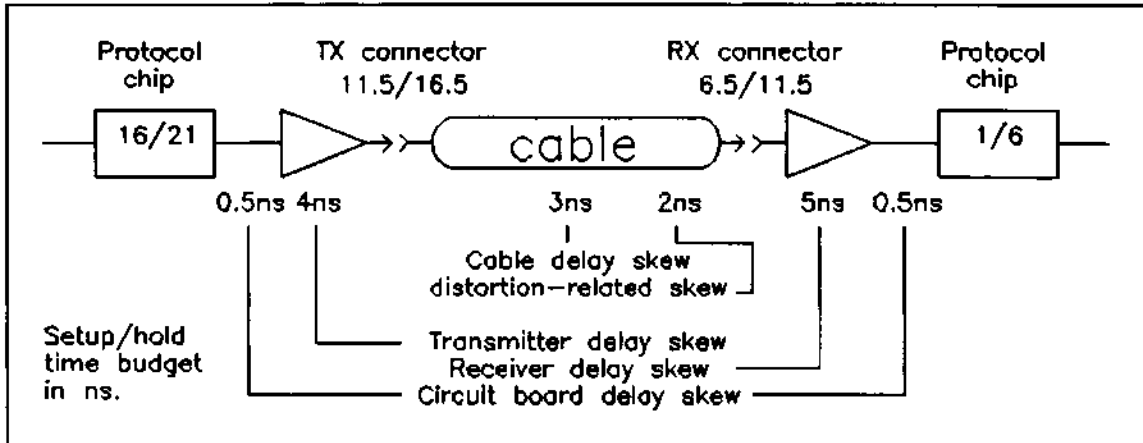 Protocol
chip
TX connector
11.5/16.5
RX connector
6.5/11.5
Protocol
chip
16/21
cable
1/6
0.5ns 4ns 3ns 2ns 5ns 0.5ns
Cable delay skew
distortion-related skew
Setup/hold
time budget
in ns.
Transmitter delay skew
Receiver delay skew
Circuit board delay skew